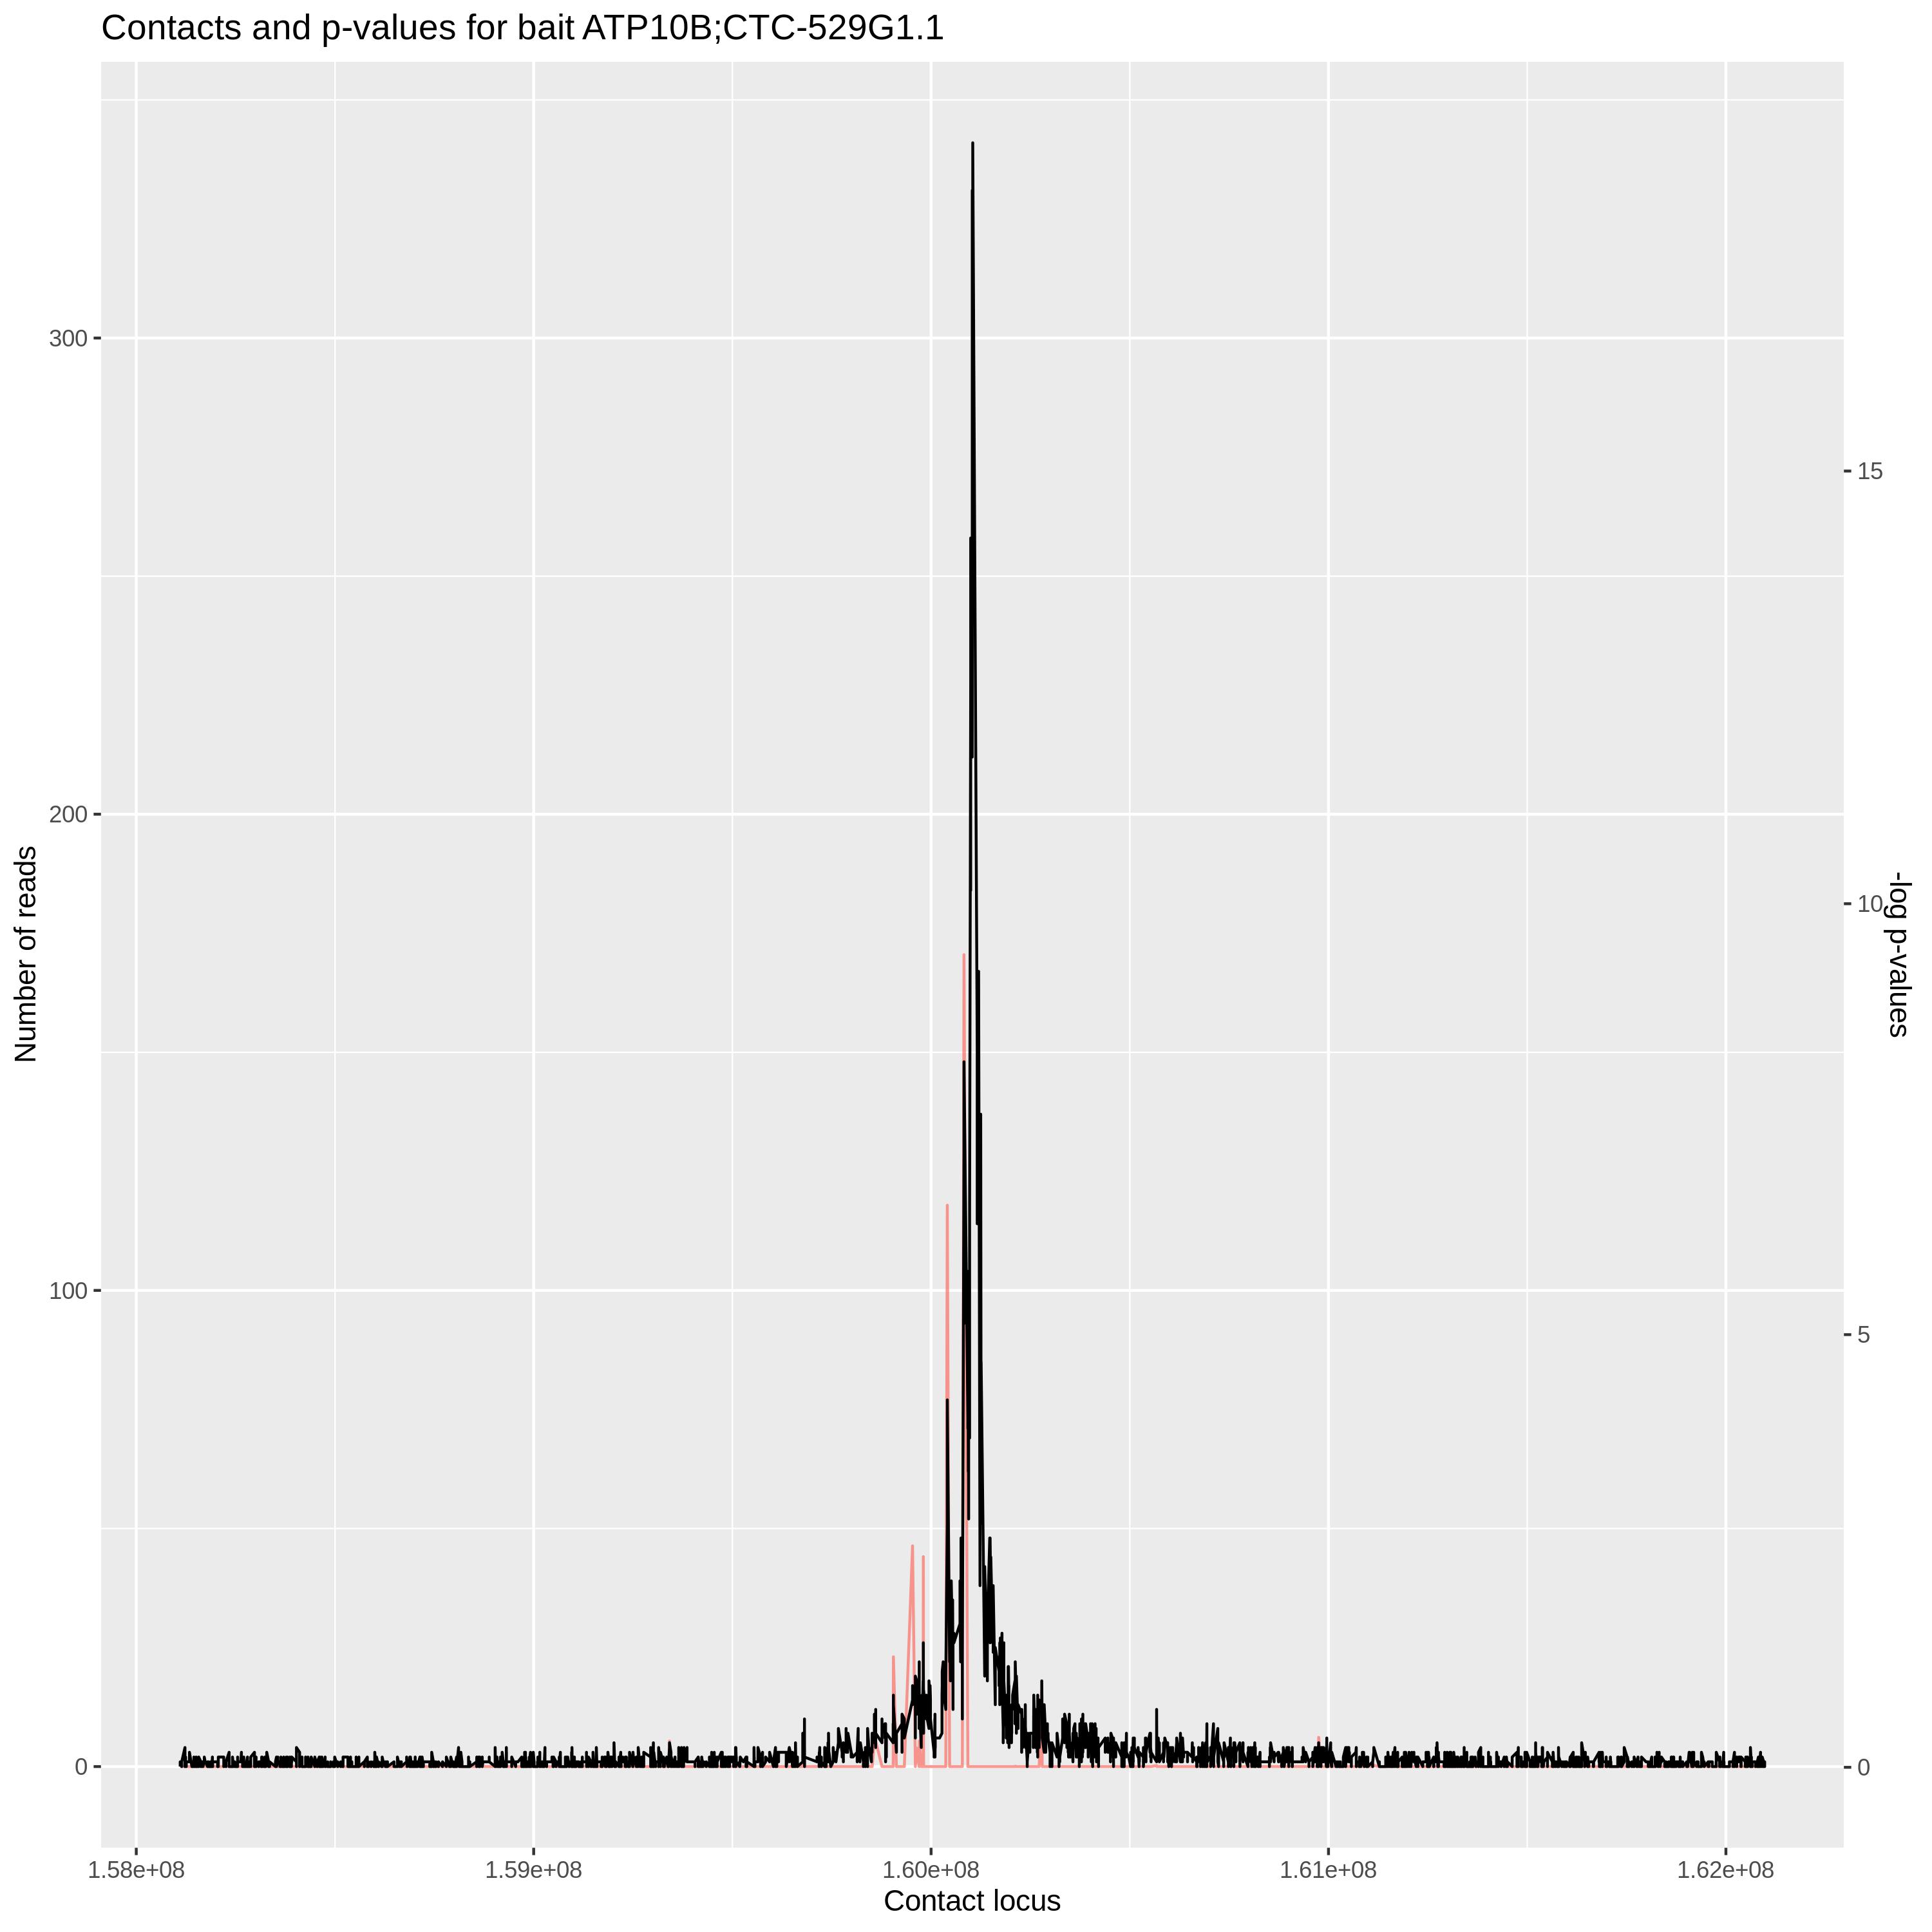 Contacts and p-values for bait ATP10B;CTC-529G1.1
300
200
100
0
Number of reads
15
10
5
0
-log p-values
1.58e+08
1.59e+08
1.60e+08
1.61e+08
1.62e+08
Contact locus